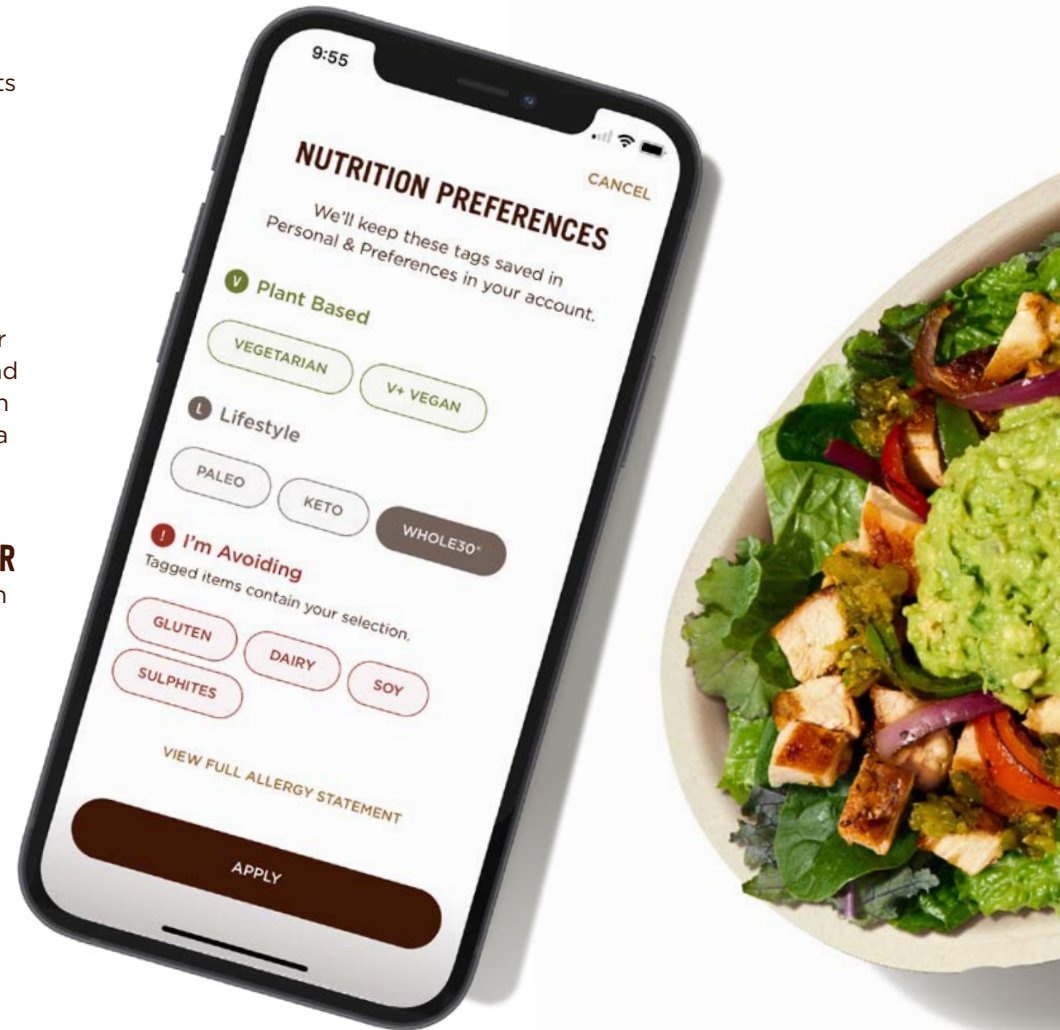 ts
r
nd
n
a
R
n
9:55
CANCEL
NUTRITION PREFERENCES
We'll keep these tags saved in
Personal & Preferences in your account.
V Plant Based
VEGETARIAN
V+ VEGAN
L Lifestyle
PALEO
KETO
WHOLE30®
! I'm Avoiding
Tagged items contain your selection.
GLUTEN
DAIRY
SOY
SULPHITES
VIEW FULL ALLERGY STATEMENT
APPLY